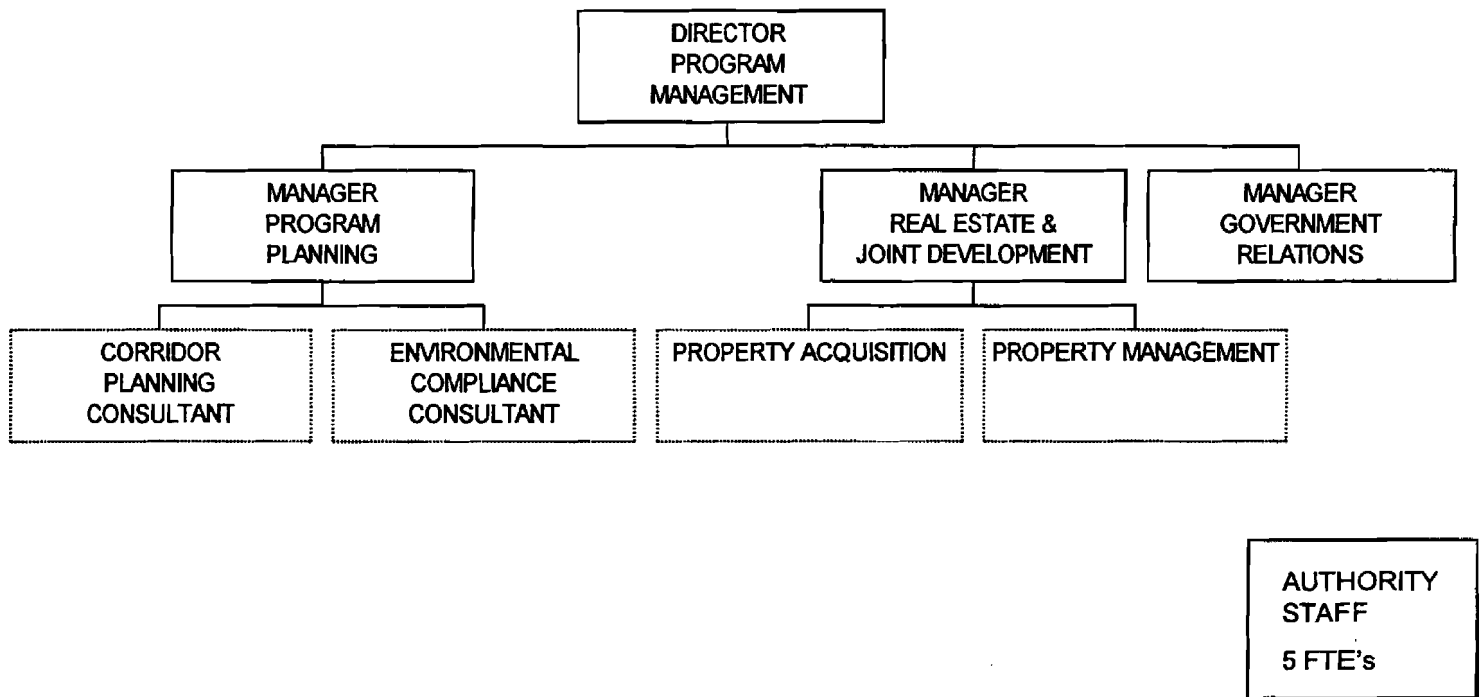 DIRECTOR
PROGRAM
MANAGEMENT
MANAGER
PROGRAM
PLANNING
MANAGER
REAL ESTATE &
JOINT DEVELOPMENT
MANAGER
GOVERNMENT
RELATIONS
CORRIDOR
PLANNING
CONSULTANT
ENVIRONMENTAL
COMPLIANCE
CONSULTANT
PROPERTY ACQUISITION
PROPERTY MANAGEMENT
AUTHORITY
STAFF
5 FTE's